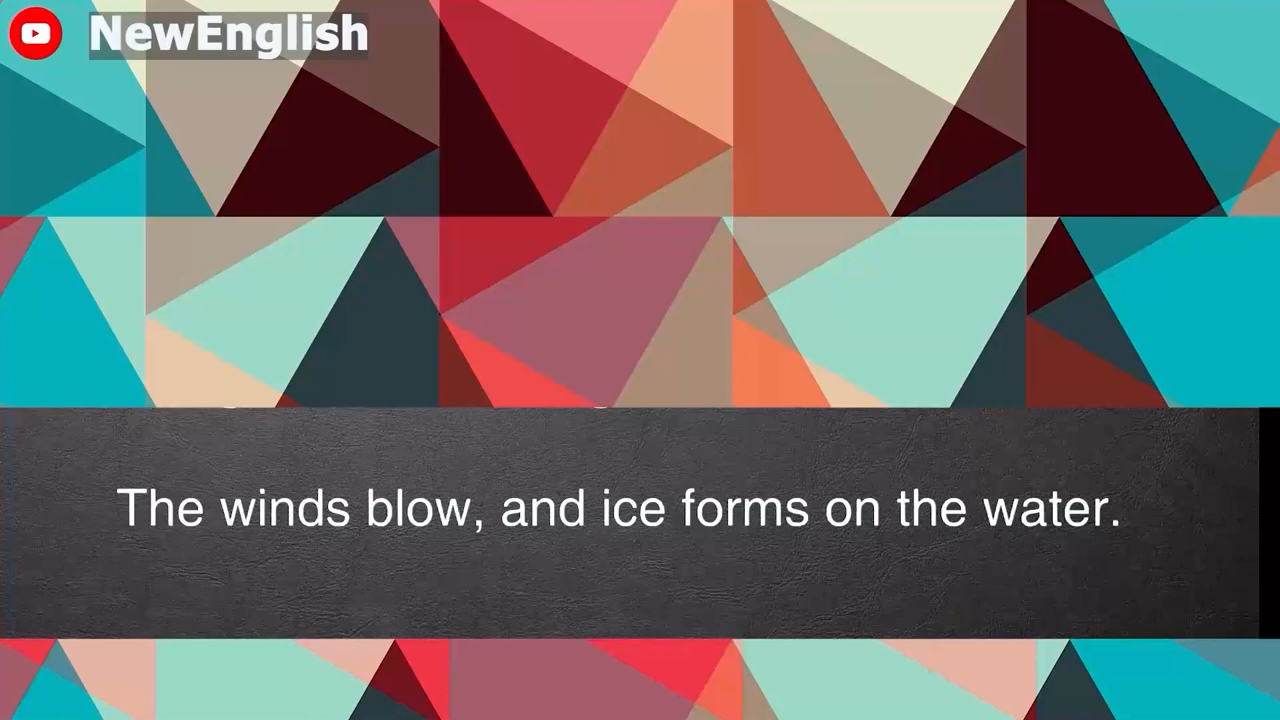 NewEnglish
The winds blow, and ice forms on the water.